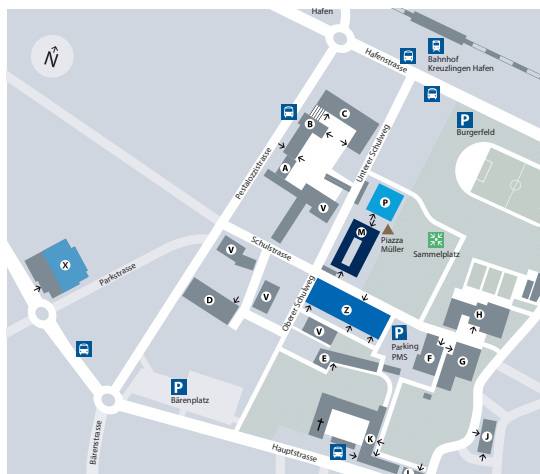 Hafen
N
Hafenstrasse
Bahnhof
Kreuzlingen Hafen
P
Burgerfeld
C
B
A
V
Pestalozzistrasse
Unterer Schulweg
P
M
Piazza
Müller
Sammelplatz
Schulstrasse
V
X
Parkstrasse
D
V
Oberer Schulweg
Z
V
P
Parking
PMS
H
F
G
E
P
Bärenplatz
Bärenstrasse
Hauptstrasse
K
J